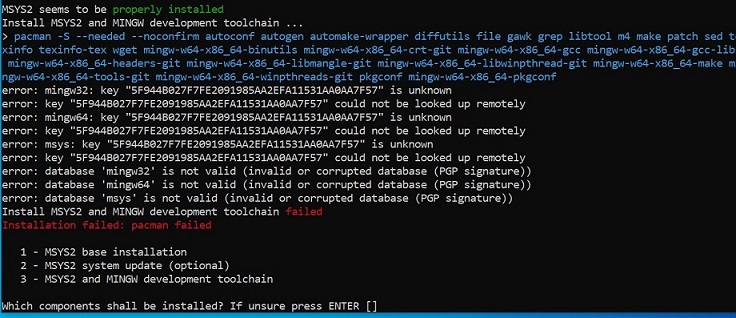 MSYS2 seems to be properly installed
Install MSYS2 and MINGW development toolchain ...
> pacman -S --needed --noconfirm autoconf autogen automake-wrapper diffutils file gawk grep libtool m4 make patch sed te
xinfo texinfo-tex wget mingw-w64-x86_64-binutils mingw-w64-x86_64-crt-git mingw-w64-x86_64-gcc mingw-w64-x86_64-gcc-lib
mingw-w64-x86_64-headers-git mingw-w64-x86_64-libmangle-git mingw-w64-x86_64-libwinpthread-git mingw-w64-x86_64-make m
ngw-w64-x86_64-tools-git mingw-w64-x86_64-winpthreads-git pkgconf mingw-w64-x86_64-pkgconf
error: mingw32: key "5F944B027F7FE2091985AA2EFA11531AA0AA7F57" is unknown
error: key "5F944B027F7FE2091985AA2EFA11531AA0AA7F57" could not be looked up remotely
error: mingw64: key "5F944B027F7FE2091985AA2EFA11531AA0AA7F57" is unknown
error: key "5F944B027F7FE2091985AA2EFA11531AA0AA7F57" could not be looked up remotely
error: msys: key "5F944B027F7FE2091985AA2EFA11531AA0AA7F57" is unknown
error: key "5F944B027F7FE2091985AA2EFA11531AA0AA7F57" could not be looked up remotely
error: database 'mingw32' is not valid (invalid or corrupted database (PGP signature))
error: database 'mingw64' is not valid (invalid or corrupted database (PGP signature))
error: database 'msys' is not valid (invalid or corrupted database (PGP signature))
Install MSYS2 and MINGW development toolchain failed
Installation failed: pacman failed
1 - MSYS2 base installation
2 - MSYS2 system update (optional)
3 - MSYS2 and MINGW development toolchain
Which components shall be installed? If unsure press ENTER []